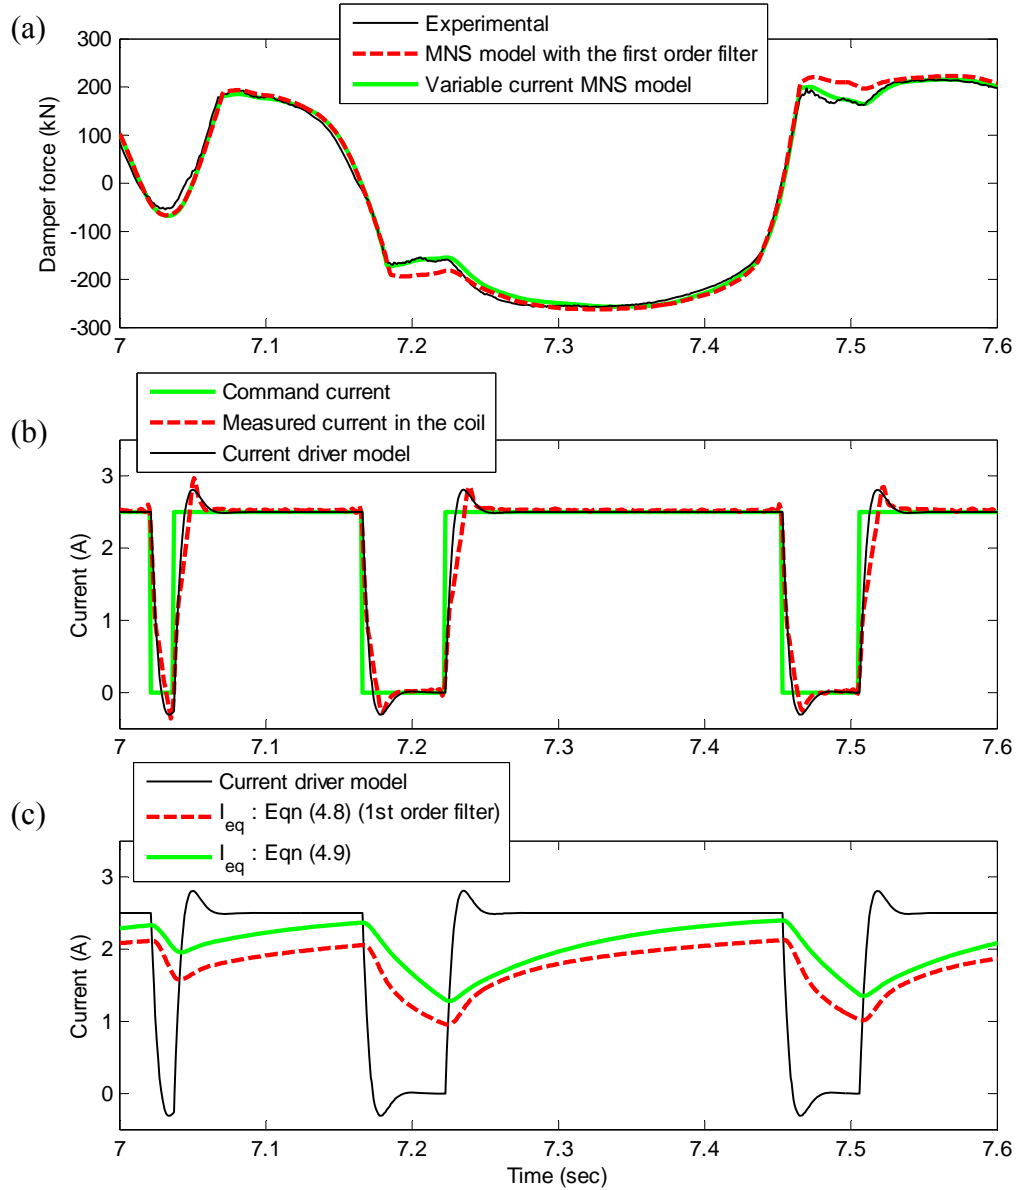 (a)
Experimental
MNS model with the first order filter
Variable current MNS model
300
200
100
0
-100
-200
-300
Damper force (kN)
7
7.1
7.2
7.3
7.4
7.5
7.6
(b)
Command current
Measured current in the coil
Current driver model
3
2
1
0
Current (A)
7
7.1
7.2
7.3
7.4
7.5
7.6
(c)
Current driver model
I_eq : Eqn (4.8) (1st order filter)
I_eq : Eqn (4.9)
3
2
1
0
Current (A)
7
7.1
7.2
7.3
7.4
7.5
7.6
Time (sec)